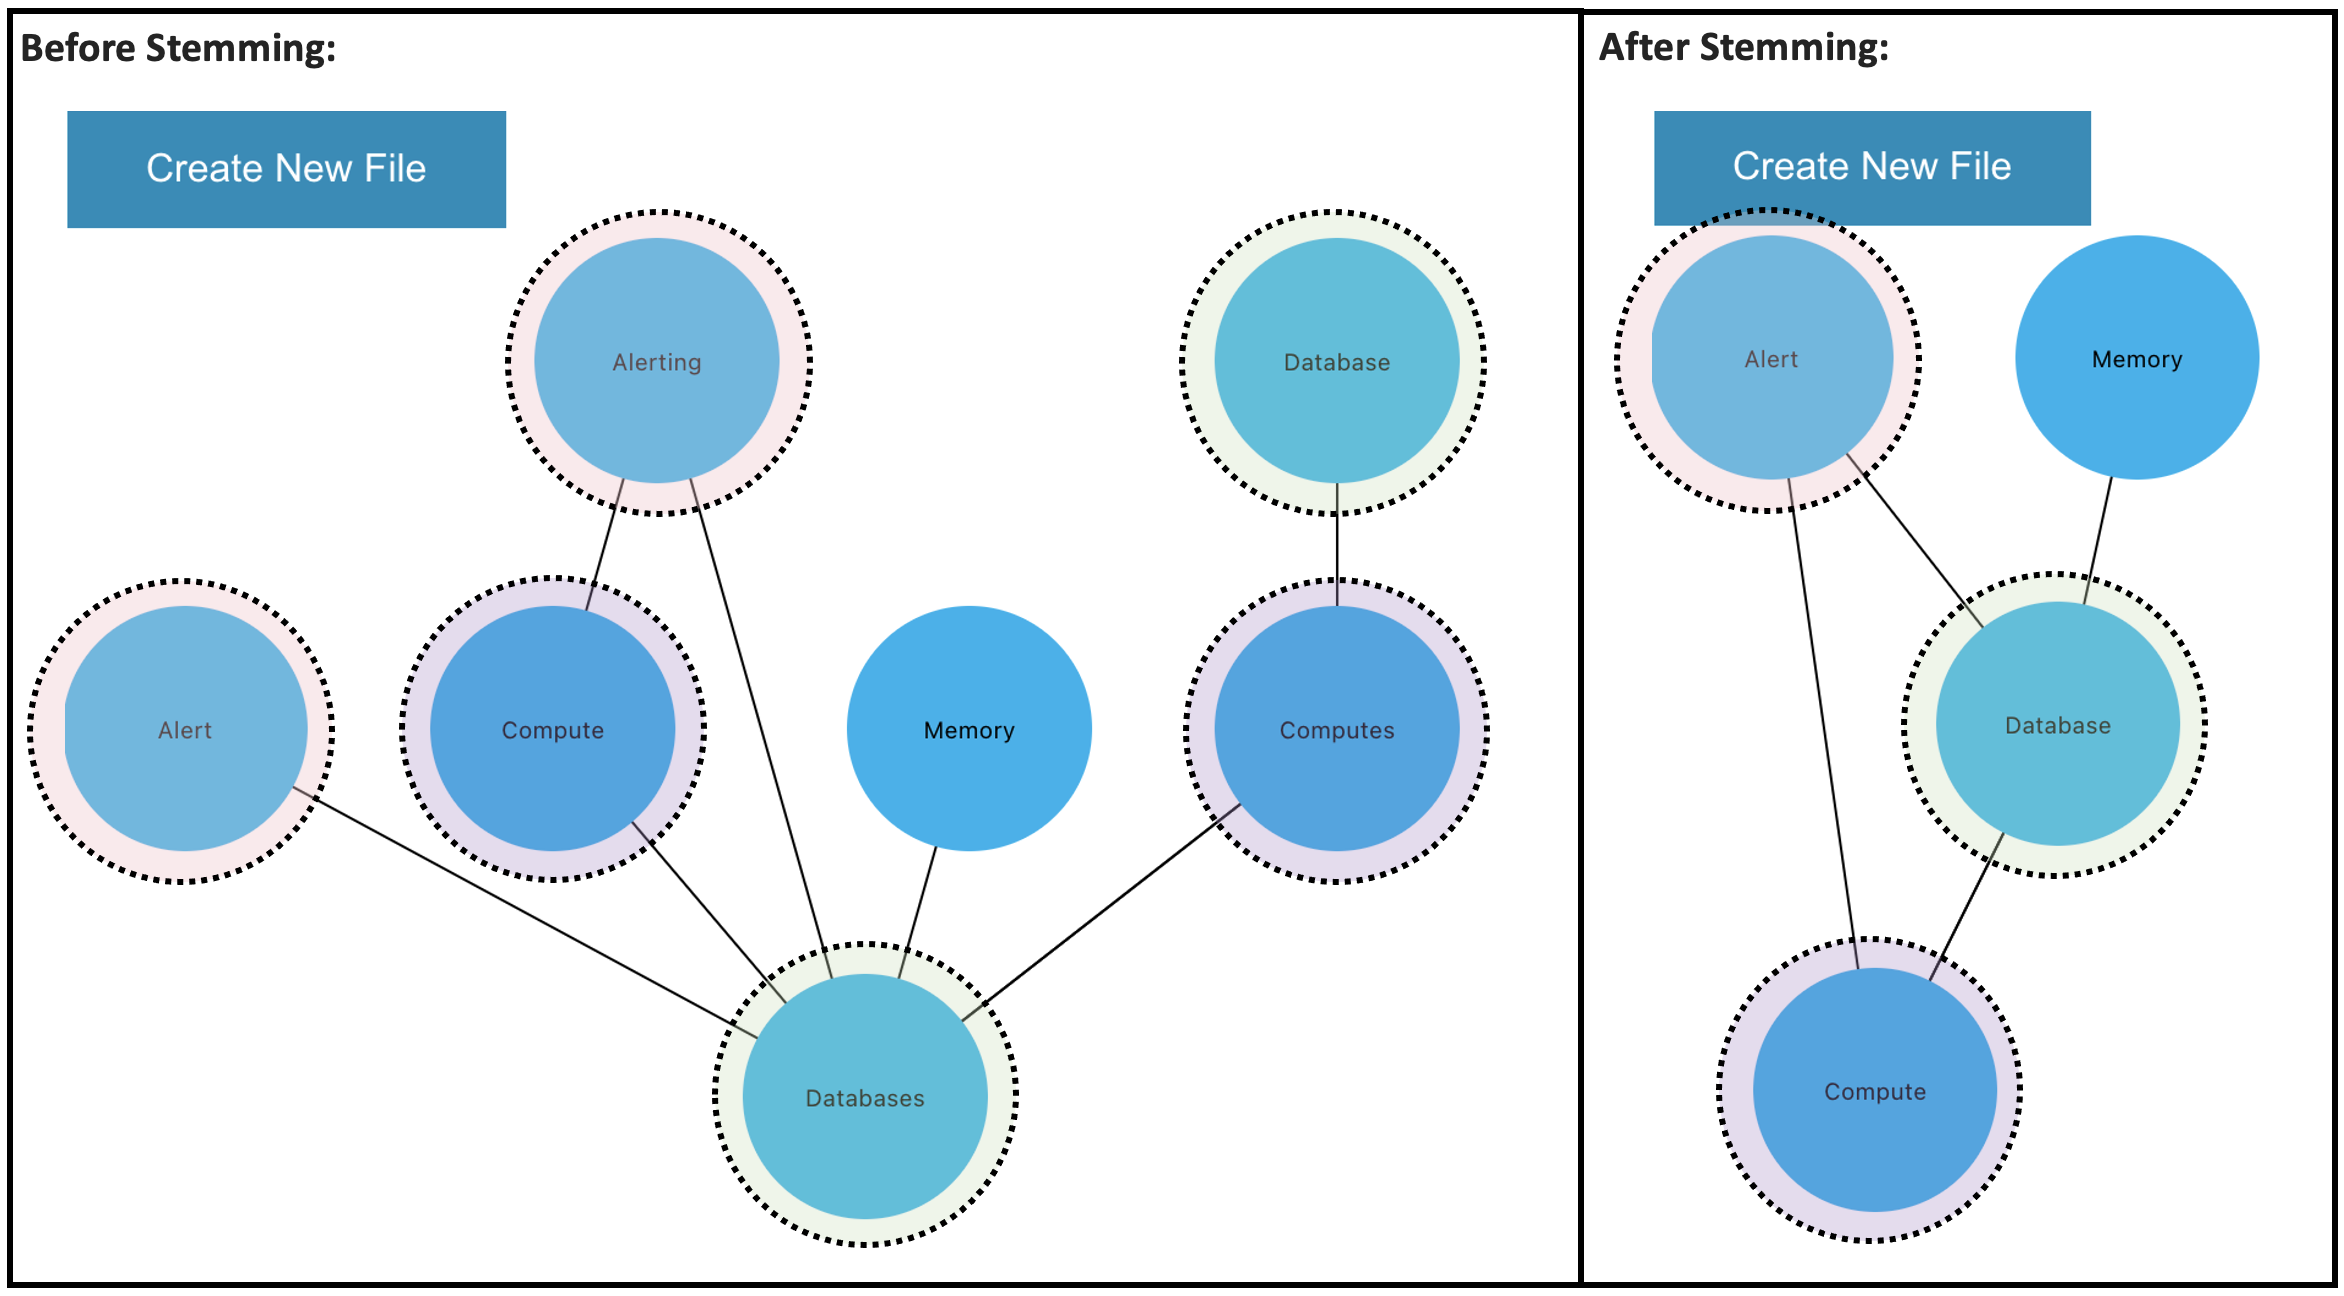 Before Stemming:
Create New File
Alerting
Database
Alert
Compute
Memory
Computes
Databases
After Stemming:
Create New File
Alert
Memory
Database
Compute